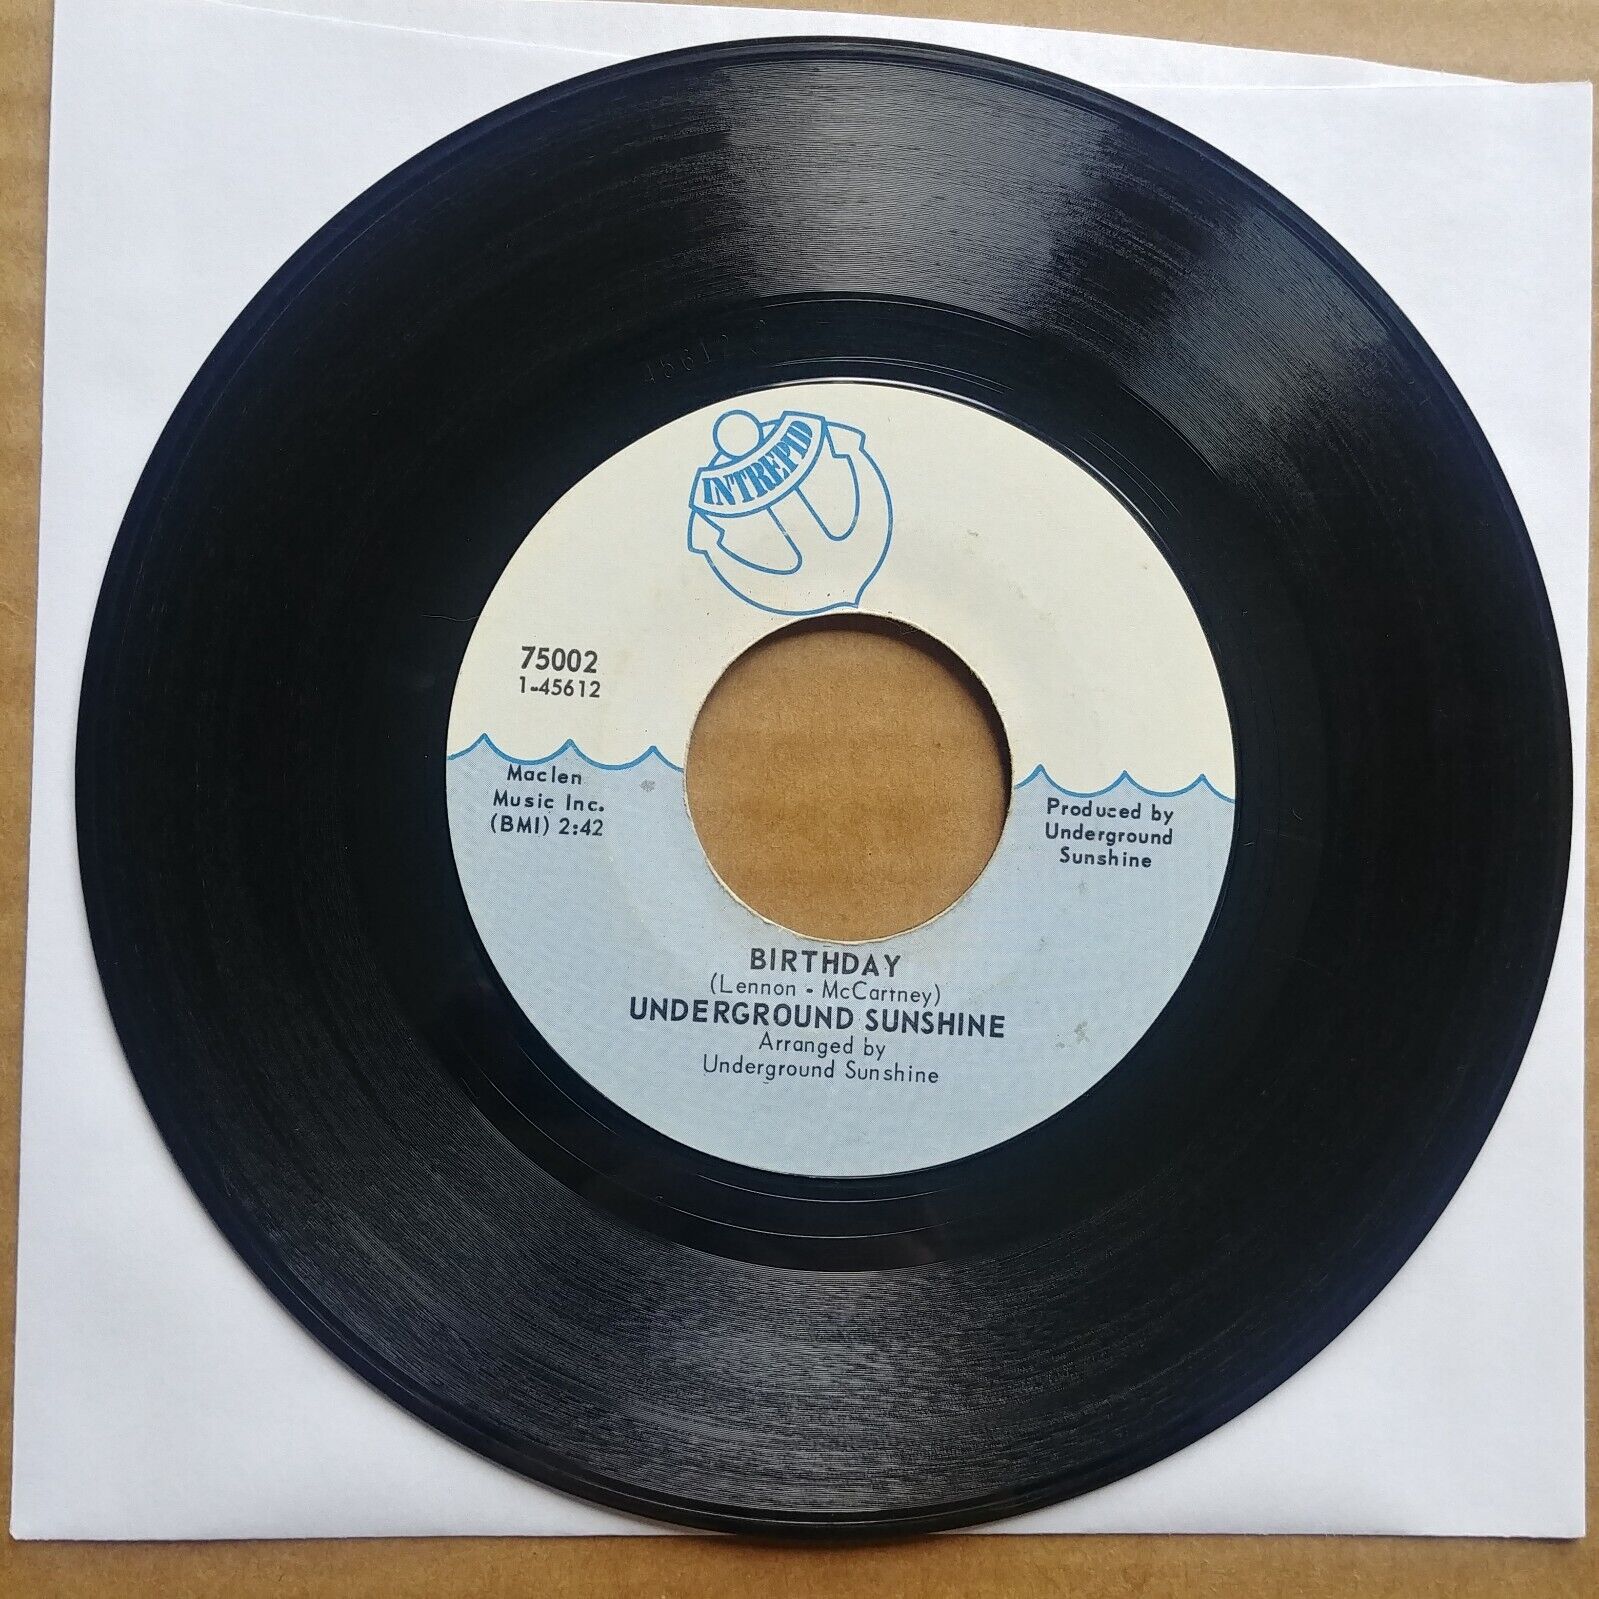 45612
INTREPID
75002
1-45612
Maclen
Music Inc.
(BMI) 2:42
Produced by
Underground
Sunshine
BIRTHDAY
(Lennon - McCartney)
UNDERGROUND SUNSHINE
Arranged by
Underground Sunshine